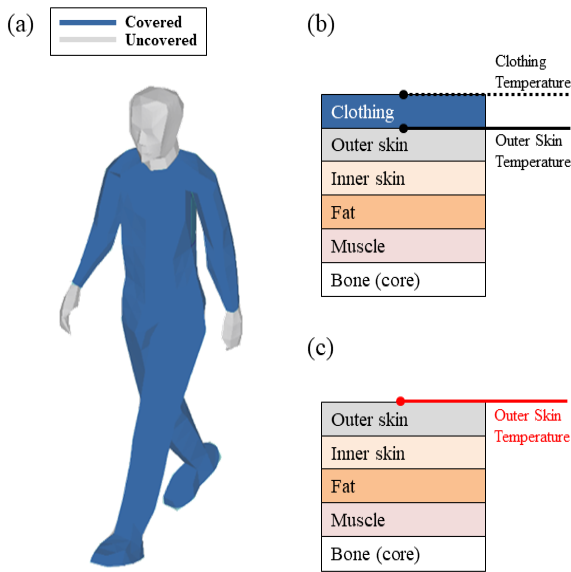 (a)
Covered
Uncovered
(b)
Clothing
Temperature
Clothing
Outer skin
Outer Skin
Temperature
Inner skin
Fat
Muscle
Bone (core)
(c)
Outer skin
Outer Skin
Temperature
Inner skin
Fat
Muscle
Bone (core)